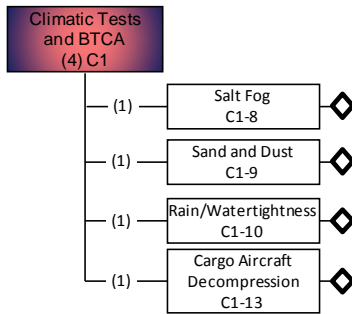 Climatic Tests
and BTCA
(4) C1
(1)
Salt Fog
C1-8
(1)
Sand and Dust
C1-9
(1)
Rain/Watertightness
C1-10
(1)
Cargo Aircraft
Decompression
C1-13